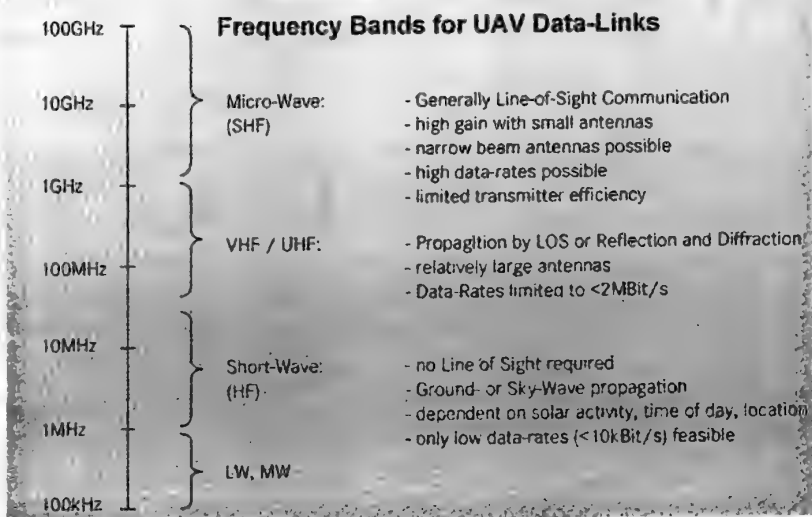 Frequency Bands for UAV Data-Links
100GHz
10GHz
Micro-Wave:
(SHF)
- Generally Line-of-Sight Communication
- high gain with small antennas
- narrow beam antennas possible
- high data-rates possible
- limited transmitter efficiency
1GHz
VHF / UHF:
- Propagition by LOS or Reflection and Diffraction
- relatively large antennas
- Data-Rates limited to <2MBit/s
100MHz
10MHz
Short-Wave:
(HF)
- no Line of Sight required
- Ground- or Sky-Wave propagation
- dependent on solar activity, time of day, location
- only low data-rates (<10kBit/s) feasible
1MHz
LW, MW
100kHz